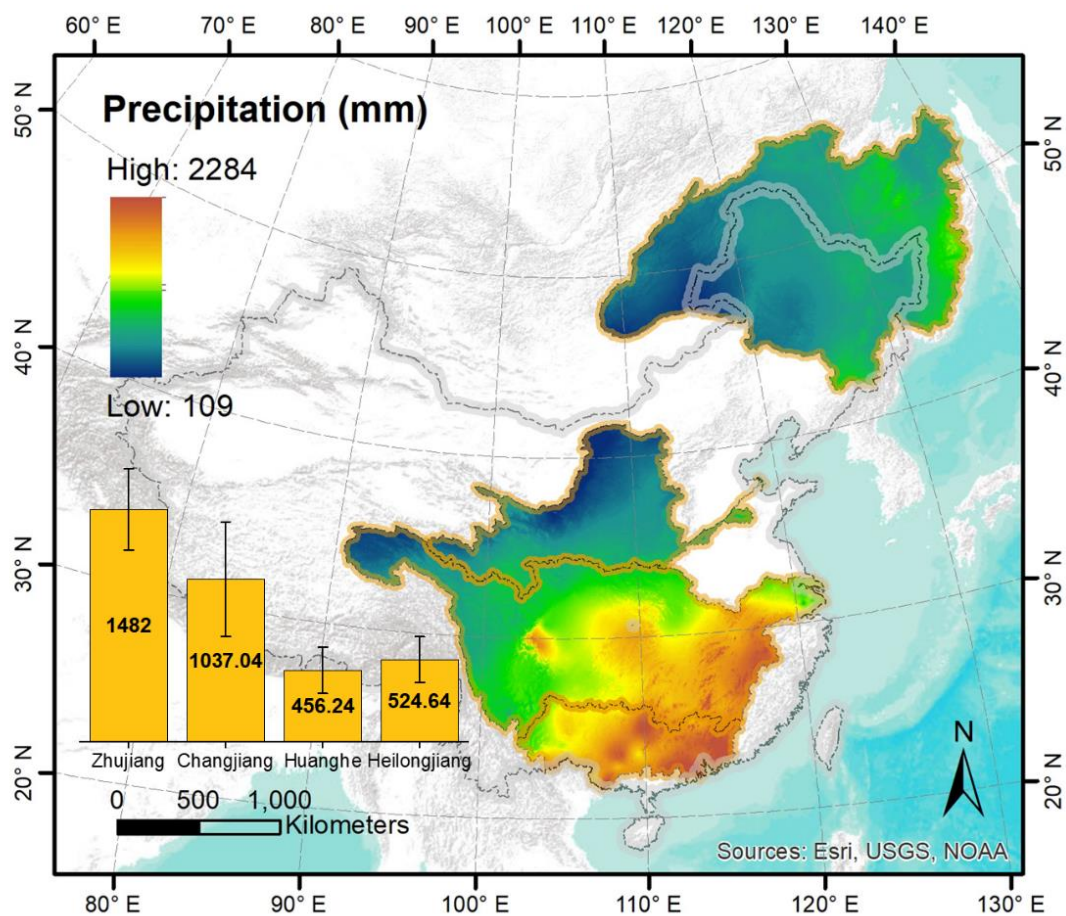 60° E 70° E 80° E 90° E 100° E 110° E 120° E 130° E 140° E
50° N
40° N
30° N
20° N
Precipitation (mm)
High: 2284
Low: 109
1482
1037.04
456.24
524.64
Zhujiang Changjiang Huanghe Heilongjiang
0 500 1,000
Kilometers
N
Sources: Esri, USGS, NOAA
50° N
40° N
30° N
20° N
80° E 90° E 100° E 110° E 120° E 130° E